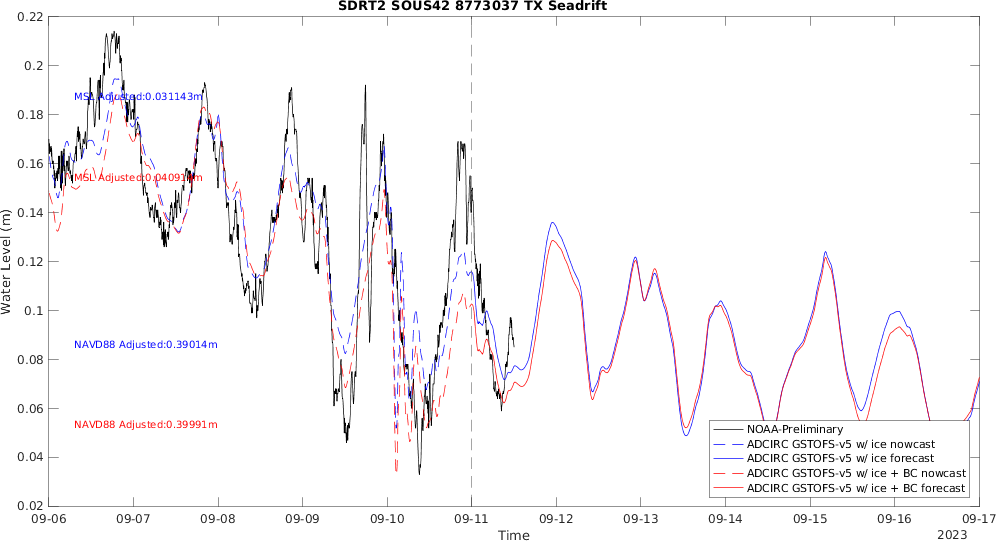 SDRT2 SOUS42 8773037 TX Seadrift
0.22
0.2
0.18
0.16
0.14
0.12
0.1
0.08
0.06
0.04
0.02
Water Level (m)
MSL Adjusted:0.031143m
NAVD88 Adjusted:0.39014m
NAVD88 Adjusted:0.39991m
NOAA-Preliminary
ADCIRC GSTOFS-v5 w/ ice nowcast
ADCIRC GSTOFS-v5 w/ ice forecast
ADCIRC GSTOFS-v5 w/ ice + BC nowcast
ADCIRC GSTOFS-v5 w/ ice + BC forecast
09-06 09-07 09-08 09-09 09-10 09-11 09-12 09-13 09-14 09-15 09-16 09-17
Time
2023